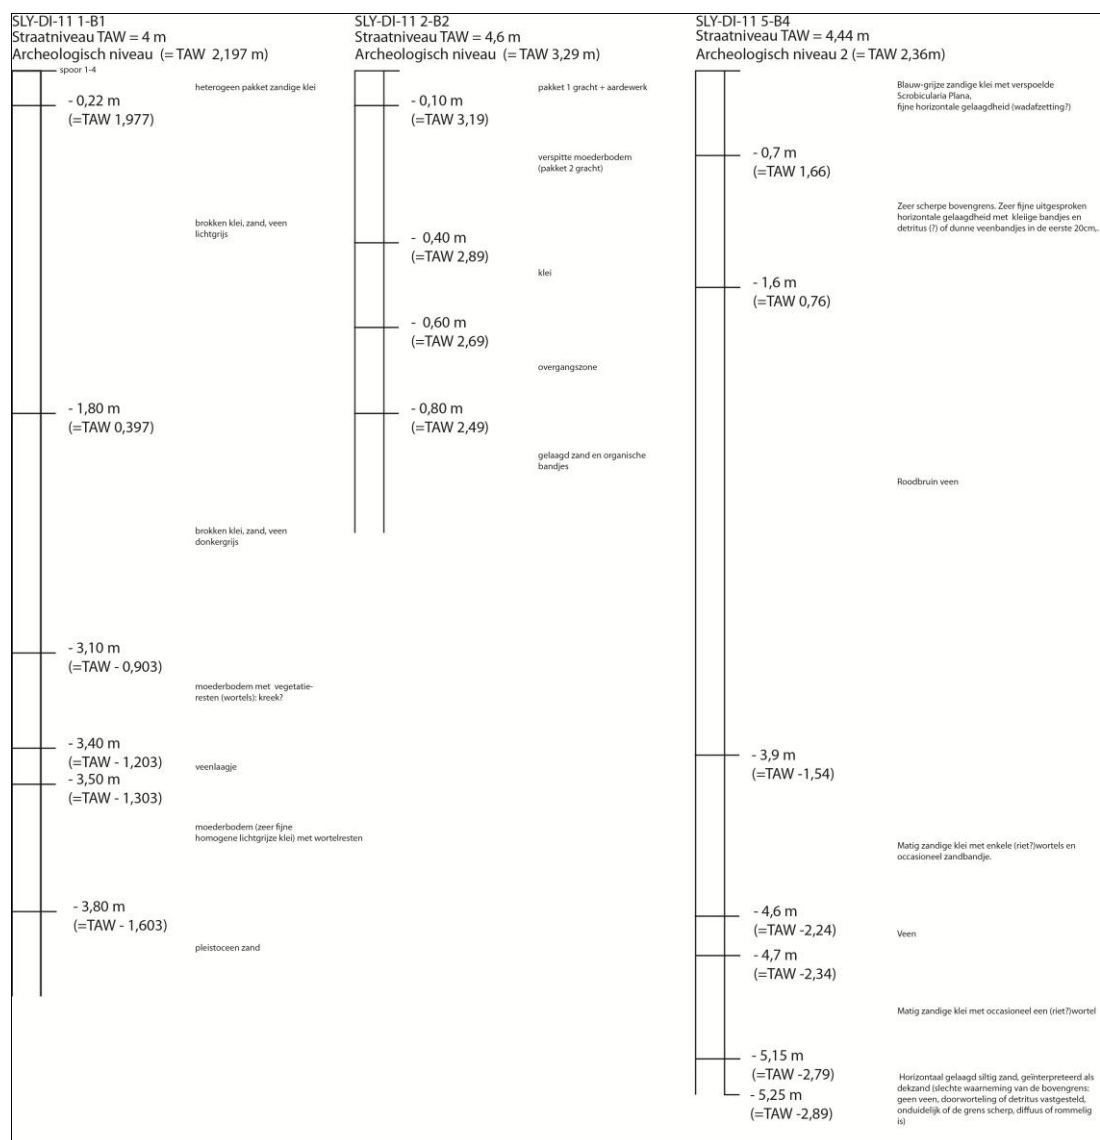 SLY-DI-11 1-B1
Straatniveau TAW = 4 m
Archeologisch niveau (= TAW 2,197 m)
spoor 1-4
heterogeen pakket zandige klei
- 0,22 m
(=TAW 1,977)
brokken klei, zand, veen
lichtgrijs
- 1,80 m
(=TAW 0,397)
brokken klei, zand, veen
donkergrijs
- 3,10 m
(=TAW - 0,903)
moederbodem met vegetatie-
resten (wortels): kreek?
- 3,40 m
(=TAW - 1,203)
veenlaagje
- 3,50 m
(=TAW - 1,303)
moederbodem (zeer fijne
homogene lichtgrijze klei) met wortelresten
- 3,80 m
(=TAW - 1,603)
pleistoceen zand
SLY-DI-11 2-B2
Straatniveau TAW = 4,6 m
Archeologisch niveau (= TAW 3,29 m)
pakket 1 gracht + aardewerk
- 0,10 m
(=TAW 3,19)
verspitte moederbodem
(pakket 2 gracht)
- 0,40 m
(=TAW 2,89)
klei
- 0,60 m
(=TAW 2,69)
overgangszone
- 0,80 m
(=TAW 2,49)
gelaagd zand en organische
bandjes
SLY-DI-11 5-B4
Straatniveau TAW = 4,44 m
Archeologisch niveau 2 (= TAW 2,36m)
Blauw-grijze zandige klei met verspoelde
Scrobicularia Plana,
fijne horizontale gelaagdheid (wadafzetting?)
- 0,7 m
(=TAW 1,66)
Zeer scherpe bovengrens. Zeer fijne uitgesproken
horizontale gelaagdheid met kleiige bandjes en
detritus (?) of dunne veenbandjes in de eerste 20cm,.
- 1,6 m
(=TAW 0,76)
Roodbruin veen
- 3,9 m
(=TAW -1,54)
Matig zandige klei met enkele (riet?)wortels en
occasioneel zandbandje.
- 4,6 m
(=TAW -2,24)
Veen
- 4,7 m
(=TAW -2,34)
Matig zandige klei met occasioneel een (riet?)wortel
- 5,15 m
(=TAW -2,79)
Horizontaal gelaagd siltig zand, geïnterpreteerd als
dekzand (slechte waarneming van de bovengrens:
geen veen, doorworteling of detritus vastgesteld,
onduidelijk of de grens scherp, diffuus of rommelig
is)
- 5,25 m
(=TAW -2,89)